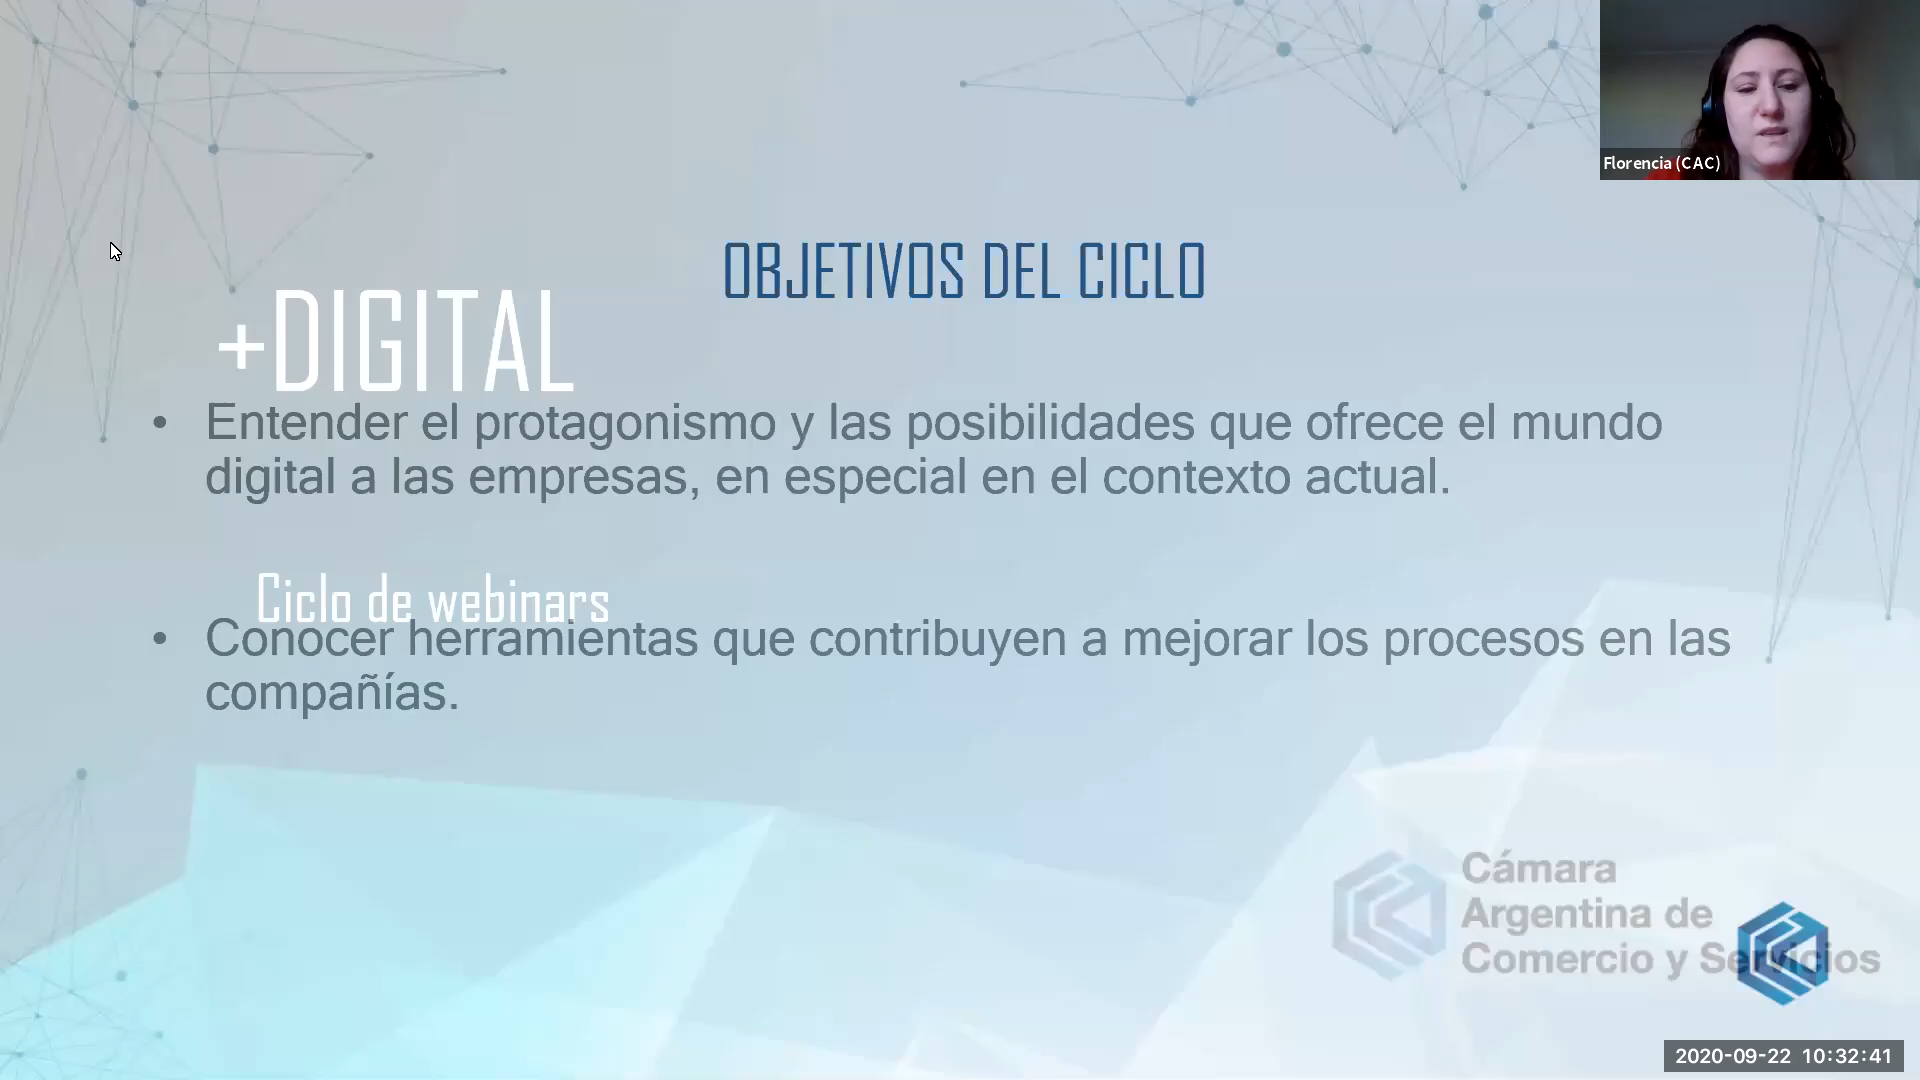 Florencia (CAC)
OBJETIVOS DEL CICLO
+DIGITAL
• Entender el protagonismo y las posibilidades que ofrece el mundo
digital a las empresas, en especial en el contexto actual.
Ciclo de webinars
• Conocer herramientas que contribuyen a mejorar los procesos en las
compañías.
Cámara
Argentina de
Comercio y Servicios
2020-09-22 10:32:41